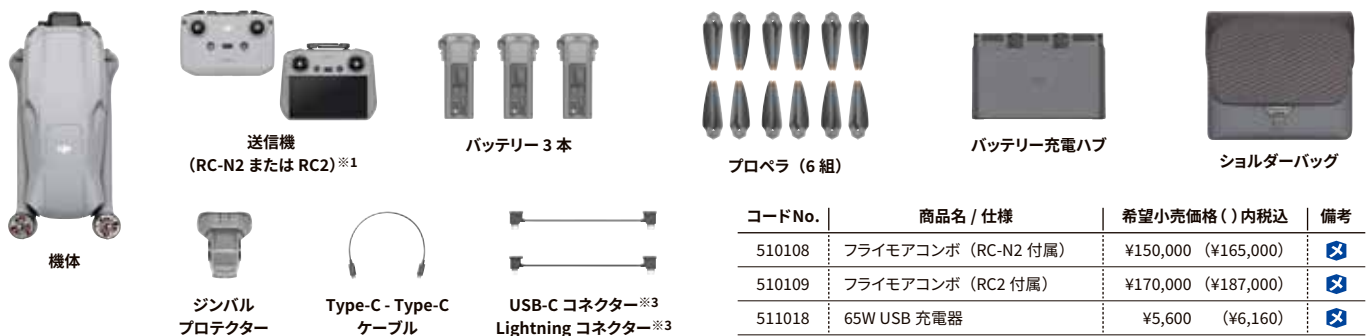 送信機
（RC-N2 または RC2）※1
バッテリー 3 本
プロペラ（6 組）
バッテリー充電ハブ
ショルダーバッグ
機体
ジンバル
プロテクター
Type-C - Type-C
ケーブル
USB-C コネクター※3
Lightning コネクター※3
コードNo. 商品名 / 仕様 希望小売価格 ( ) 内税込 備考
510108 フライモアコンボ（RC-N2 付属） ¥150,000 （¥165,000）
510109 フライモアコンボ（RC2 付属） ¥170,000 （¥187,000）
511018 65W USB 充電器 ¥5,600 （¥6,160）